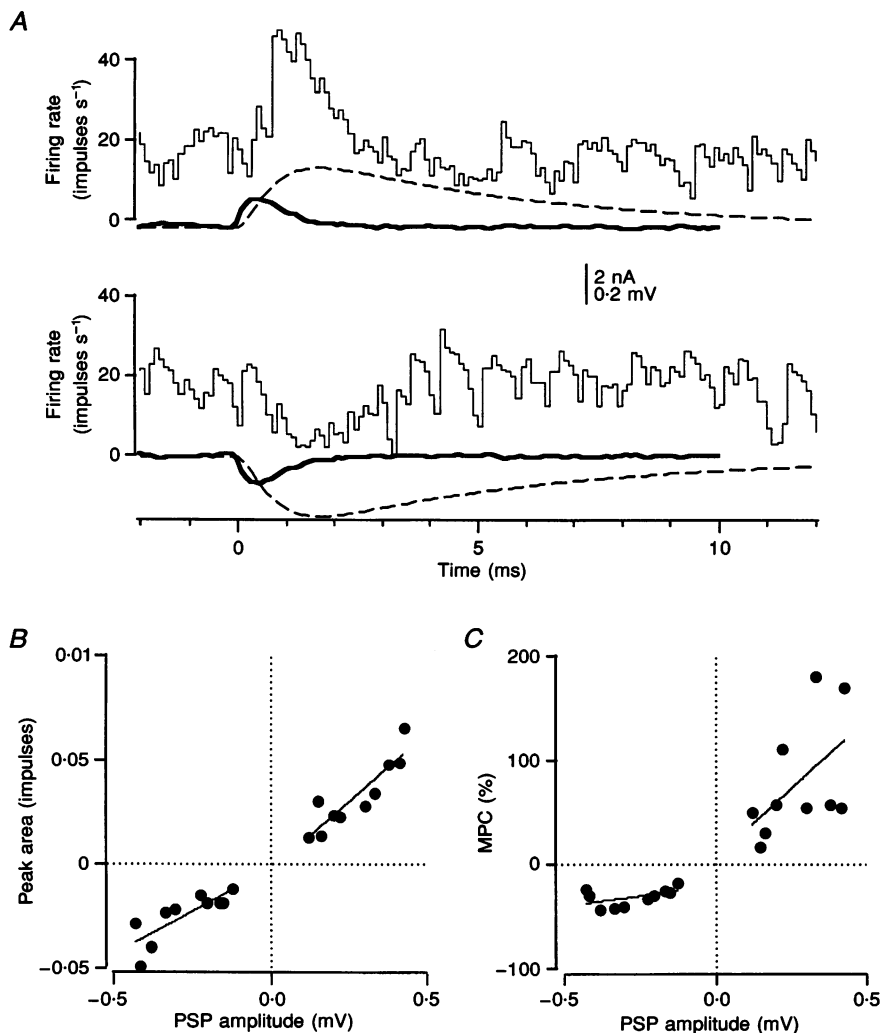 A
Firing rate
(impulses s⁻¹)
40
20
0
2 nA
0·2 mV
Firing rate
(impulses s⁻¹)
40
20
0
0
5
10
Time (ms)
B
Peak area (impulses)
0·01
0·05
0
−0·05
−0·5
0·0
0·5
PSP amplitude (mV)
C
MPC (%)
200
100
0
−100
−0·5
0·0
0·5
PSP amplitude (mV)